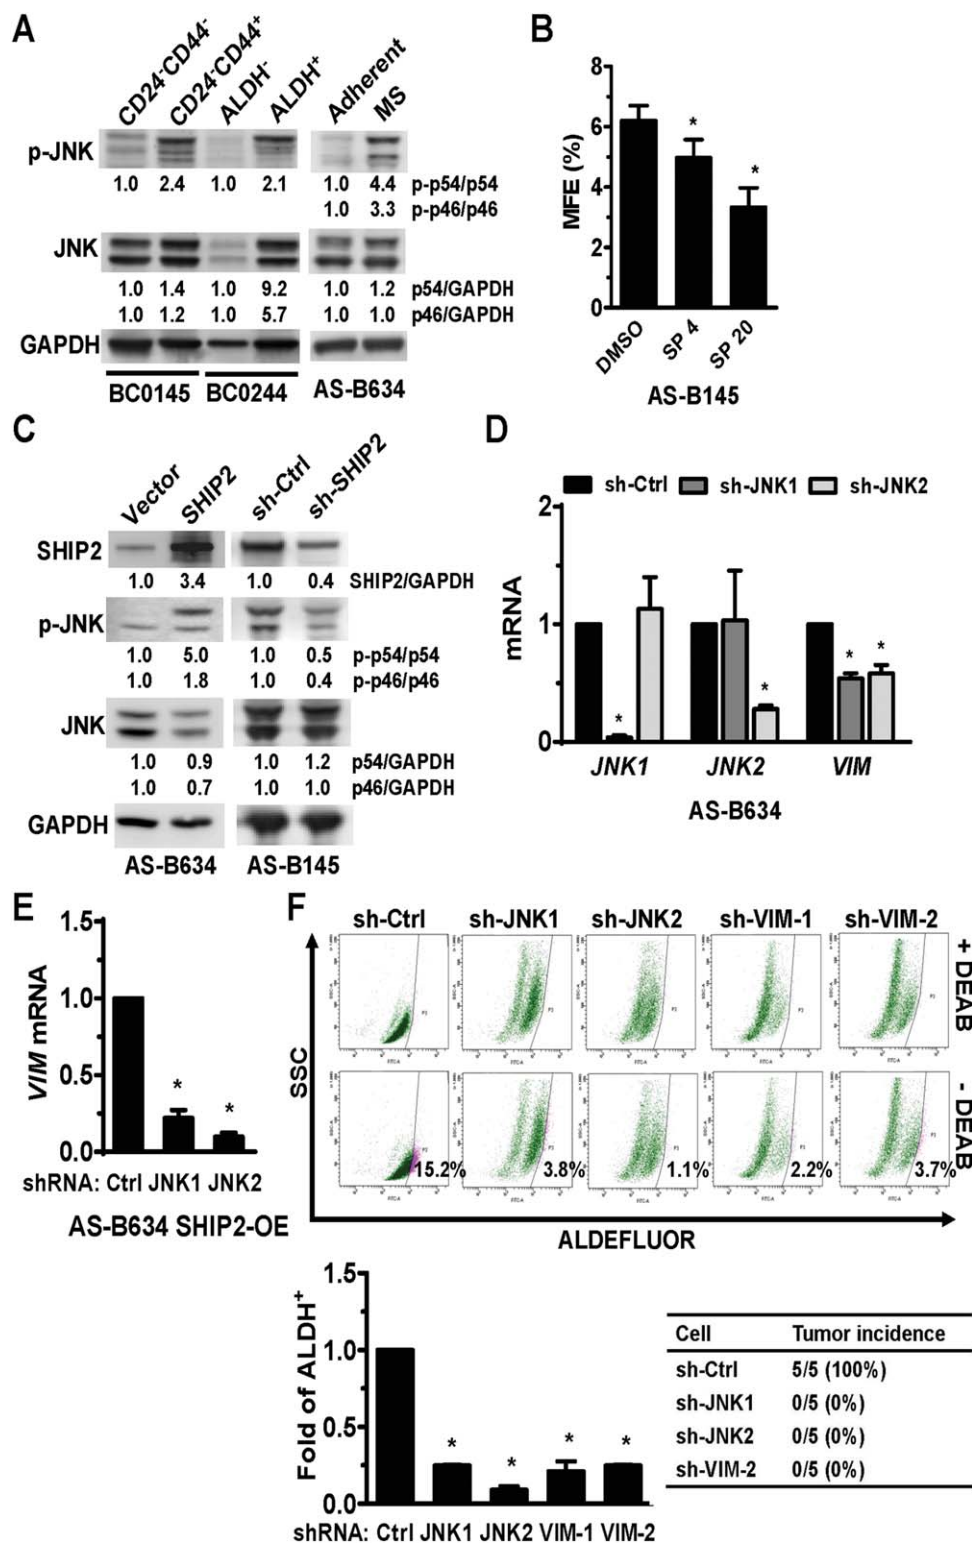 A
CD24-CD44-
CD24-CD44+
ALDH-
ALDH+
Adherent
MS
p-JNK
1.0 2.4 1.0 2.1 1.0 4.4 p-p54/p54
1.0 3.3 p-p46/p46
JNK
1.0 1.4 1.0 9.2 1.0 1.2 p54/GAPDH
1.0 1.2 1.0 5.7 1.0 1.0 p46/GAPDH
GAPDH
BC0145 BC0244 AS-B634
B
MFE (%)
8
6
4
2
0
* *
DMSO SP 4 SP 20
AS-B145
C
Vector SHIP2 sh-Ctrl sh-SHIP2
SHIP2
1.0 3.4 1.0 0.4 SHIP2/GAPDH
p-JNK
1.0 5.0 1.0 0.5 p-p54/p54
1.0 1.8 1.0 0.4 p-p46/p46
JNK
1.0 0.9 1.0 1.2 p54/GAPDH
1.0 0.7 1.0 1.0 p46/GAPDH
GAPDH
AS-B634 AS-B145
D
sh-Ctrl sh-JNK1 sh-JNK2
mRNA
2
1
0
* * * *
JNK1 JNK2 VIM
AS-B634
E
VIM mRNA
1.5
1.0
0.5
0.0
* *
shRNA: Ctrl JNK1 JNK2
AS-B634 SHIP2-OE
F
sh-Ctrl sh-JNK1 sh-JNK2 sh-VIM-1 sh-VIM-2
+ DEAB
- DEAB
SSC
15.2% 3.8% 1.1% 2.2% 3.7%
ALDEFLUOR
Fold of ALDH+
1.5
1.0
0.5
0.0
* * * *
shRNA: Ctrl JNK1 JNK2 VIM-1 VIM-2
Cell Tumor incidence
sh-Ctrl 5/5 (100%)
sh-JNK1 0/5 (0%)
sh-JNK2 0/5 (0%)
sh-VIM-2 0/5 (0%)